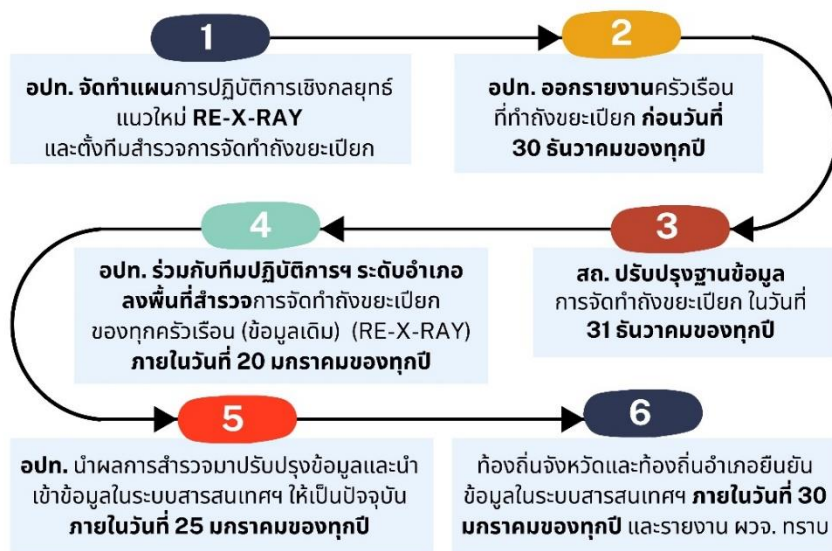 1
อปท. จัดทำแผนการปฏิบัติการเชิงกลยุทธ์
แนวใหม่ RE-X-RAY
และตั้งทีมสำรวจการจัดทำถังขยะเปียก
2
อปท. ออกรายงานครัวเรือน
ที่ทำถังขยะเปียก ก่อนวันที่
30 ธันวาคมของทุกปี
3
สถ. ปรับปรุงฐานข้อมูล
การจัดทำถังขยะเปียก ในวันที่
31 ธันวาคมของทุกปี
4
อปท. ร่วมกับทีมปฏิบัติการฯ ระดับอำเภอ
ลงพื้นที่สำรวจการจัดทำถังขยะเปียก
ของทุกครัวเรือน (ข้อมูลเดิม) (RE-X-RAY)
ภายในวันที่ 20 มกราคมของทุกปี
5
อปท. นำผลการสำรวจมาปรับปรุงข้อมูลและนำ
เข้าข้อมูลในระบบสารสนเทศฯ ให้เป็นปัจจุบัน
ภายในวันที่ 25 มกราคมของทุกปี
6
ท้องถิ่นจังหวัดและท้องถิ่นอำเภอยืนยัน
ข้อมูลในระบบสารสนเทศฯ ภายในวันที่ 30
มกราคมของทุกปี และรายงาน ผวจ. ทราบ